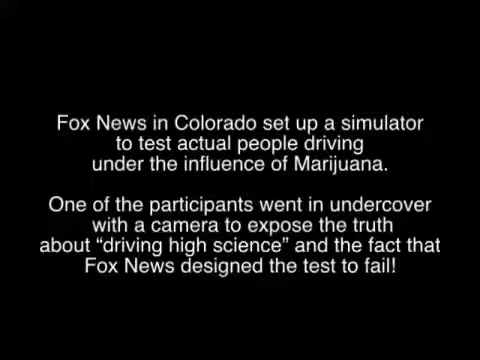 Fox News in Colorado set up a simulator
to test actual people driving
under the influence of Marijuana.
One of the participants went in undercover
with a camera to expose the truth
about “driving high science” and the fact that
Fox News designed the test to fail!